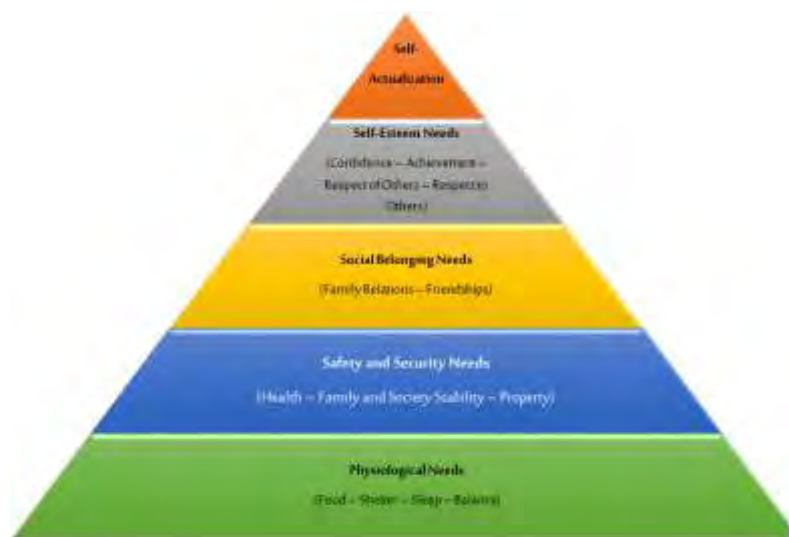 Self-
Actualization
Self-Esteem Needs
(Confidence – Achievement –
Respect of Others – Respect to
Others)
Social Belonging Needs
(Family Relations – Friendships)
Safety and Security Needs
(Health – Family and Society Stability – Property)
Physiological Needs
(Food – Shelter – Sleep – Balance)